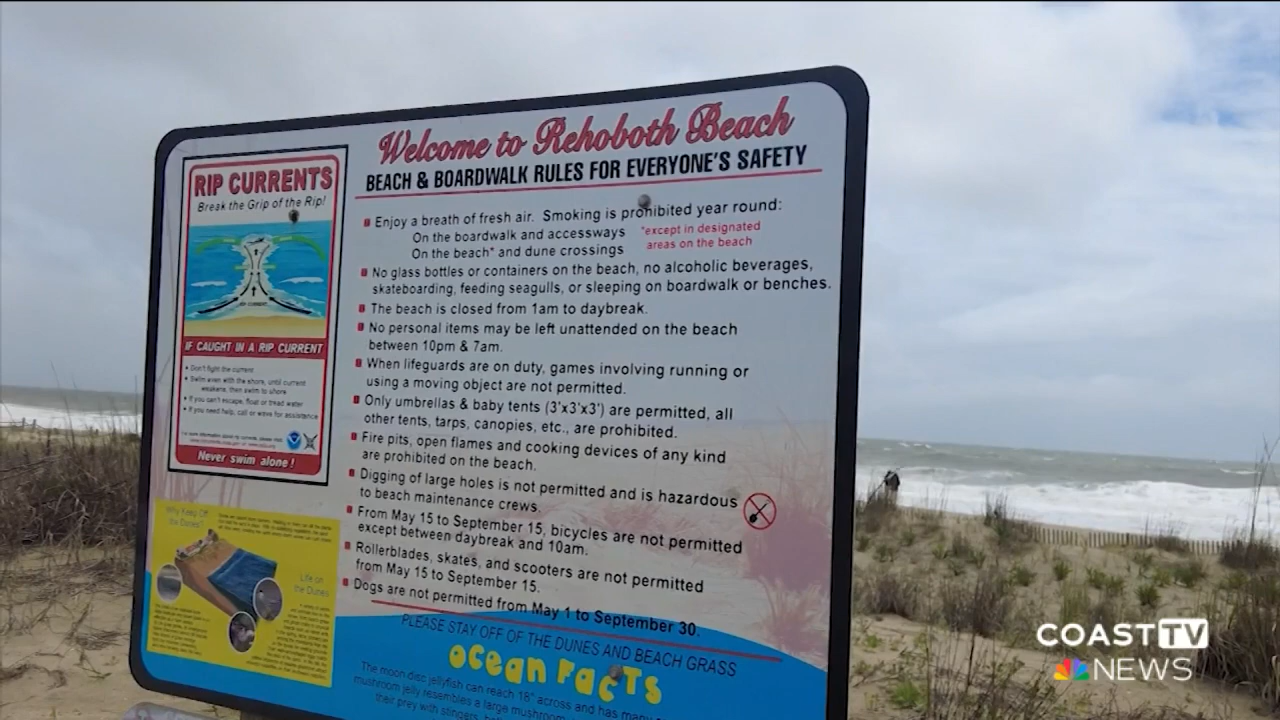 Welcome to Rehoboth Beach
BEACH & BOARDWALK RULES FOR EVERYONE'S SAFETY
RIP CURRENTS
Break the Grip of the Rip!
RIP CURRENT
IF CAUGHT IN A RIP CURRENT
Don't fight the current
Swim even with the shore, until current
weakens, then swim to shore
If you can't escape, float or tread water
If you need help, call or wave for assistance
Never swim alone!
Enjoy a breath of fresh air. Smoking is prohibited year round:
On the boardwalk and accessways
On the beach* and dune crossings
*except in designated
areas on the beach
No glass bottles or containers on the beach, no alcoholic beverages,
skateboarding, feeding seagulls, or sleeping on boardwalk or benches.
The beach is closed from 1am to daybreak.
No personal items may be left unattended on the beach
between 10pm & 7am.
When lifeguards are on duty, games involving running or
using a moving object are not permitted.
Only umbrellas & baby tents (3'x3'x3') are permitted, all
other tents, tarps, canopies, etc., are prohibited.
Fire pits, open flames and cooking devices of any kind
are prohibited on the beach.
Digging of large holes is not permitted and is hazardous
to beach maintenance crews.
From May 15 to September 15, bicycles are not permitted
except between daybreak and 10am.
Rollerblades, skates, and scooters are not permitted
from May 15 to September 15.
Dogs are not permitted from May 1 to September 30.
PLEASE STAY OFF OF THE DUNES AND BEACH GRASS
Ocean Facts
The moon disc jellyfish can reach 18" across and has many
mushroom jelly resembles a large mushroom
their prey with stingers,
Why Keep Off
the Dunes?
Life on
the Dunes
COAST TV
NEWS